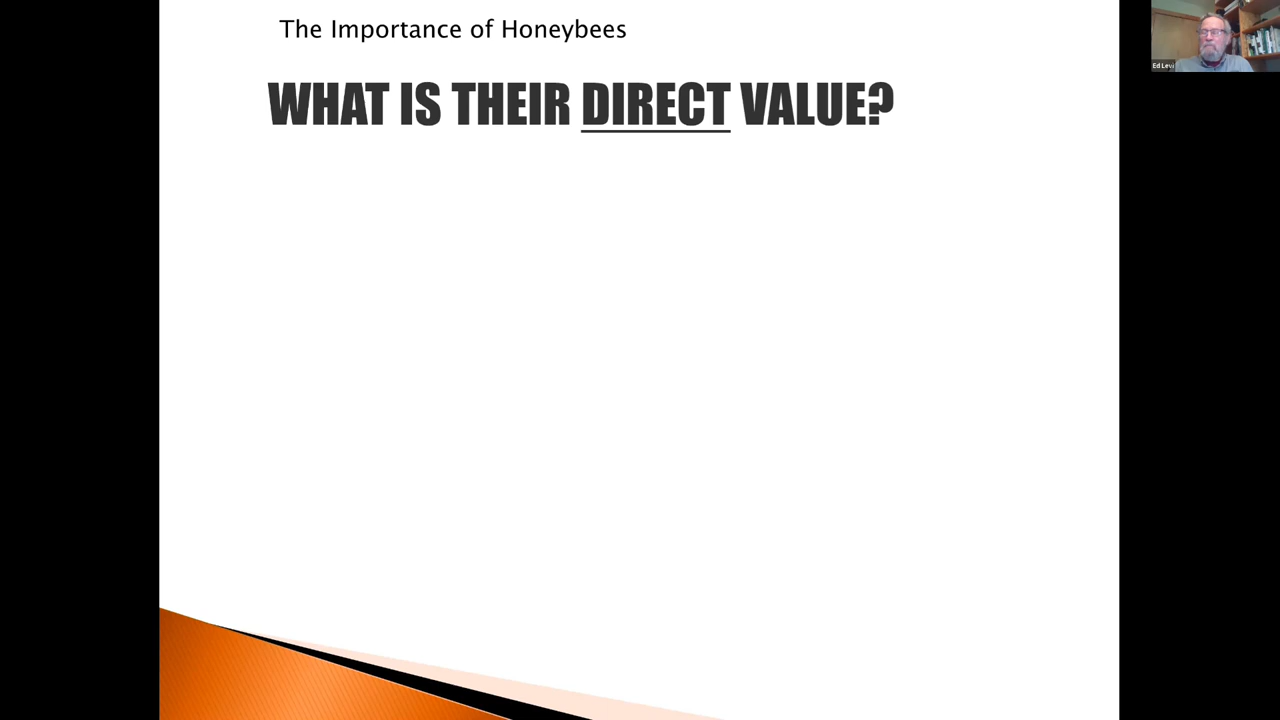 The Importance of Honeybees
WHAT IS THEIR DIRECT VALUE?
Ed Levi